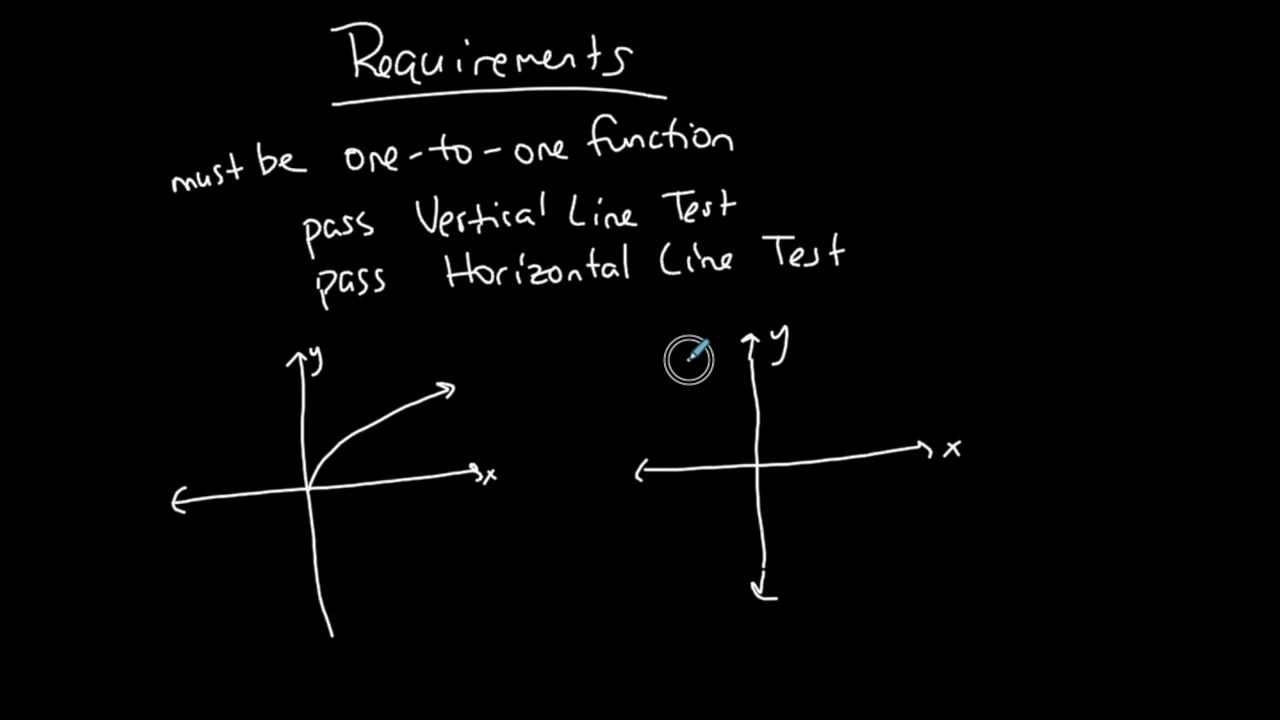 Requirements
must be one-to-one function
pass Vertical Line Test
pass Horizontal Line Test
y
y
x
x